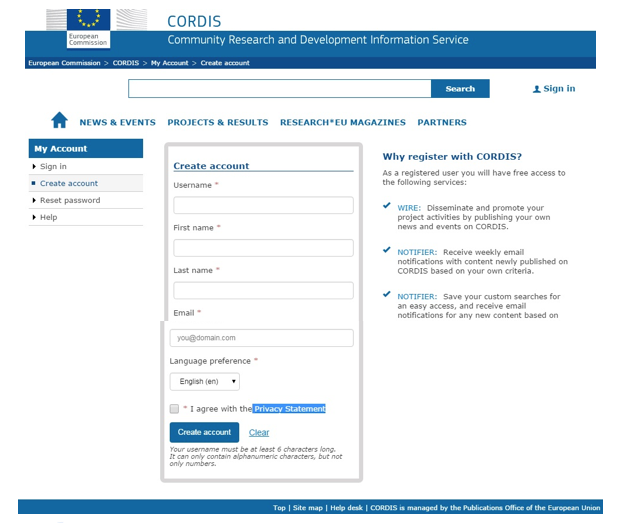 European
Commission
CORDIS
Community Research and Development Information Service
European Commission > CORDIS > My Account > Create account
Search
Sign in
NEWS & EVENTS PROJECTS & RESULTS RESEARCH*EU MAGAZINES PARTNERS
My Account
Sign in
Create account
Reset password
Help
Create account
Username *
First name *
Last name *
Email *
you@domain.com
Language preference *
English (en)
* I agree with the Privacy Statement
Create account Clear
Your username must be at least 6 characters long.
It can only contain alphanumeric characters, but not
only numbers.
Why register with CORDIS?
As a registered user you will have free access to
the following services:
WIRE: Disseminate and promote your
project activities by publishing your own
news and events on CORDIS.
NOTIFIER: Receive weekly email
notifications with content newly published on
CORDIS based on your own criteria.
NOTIFIER: Save your custom searches for
an easy access, and receive email
notifications for any new content based on
Top | Site map | Help desk | CORDIS is managed by the Publications Office of the European Union